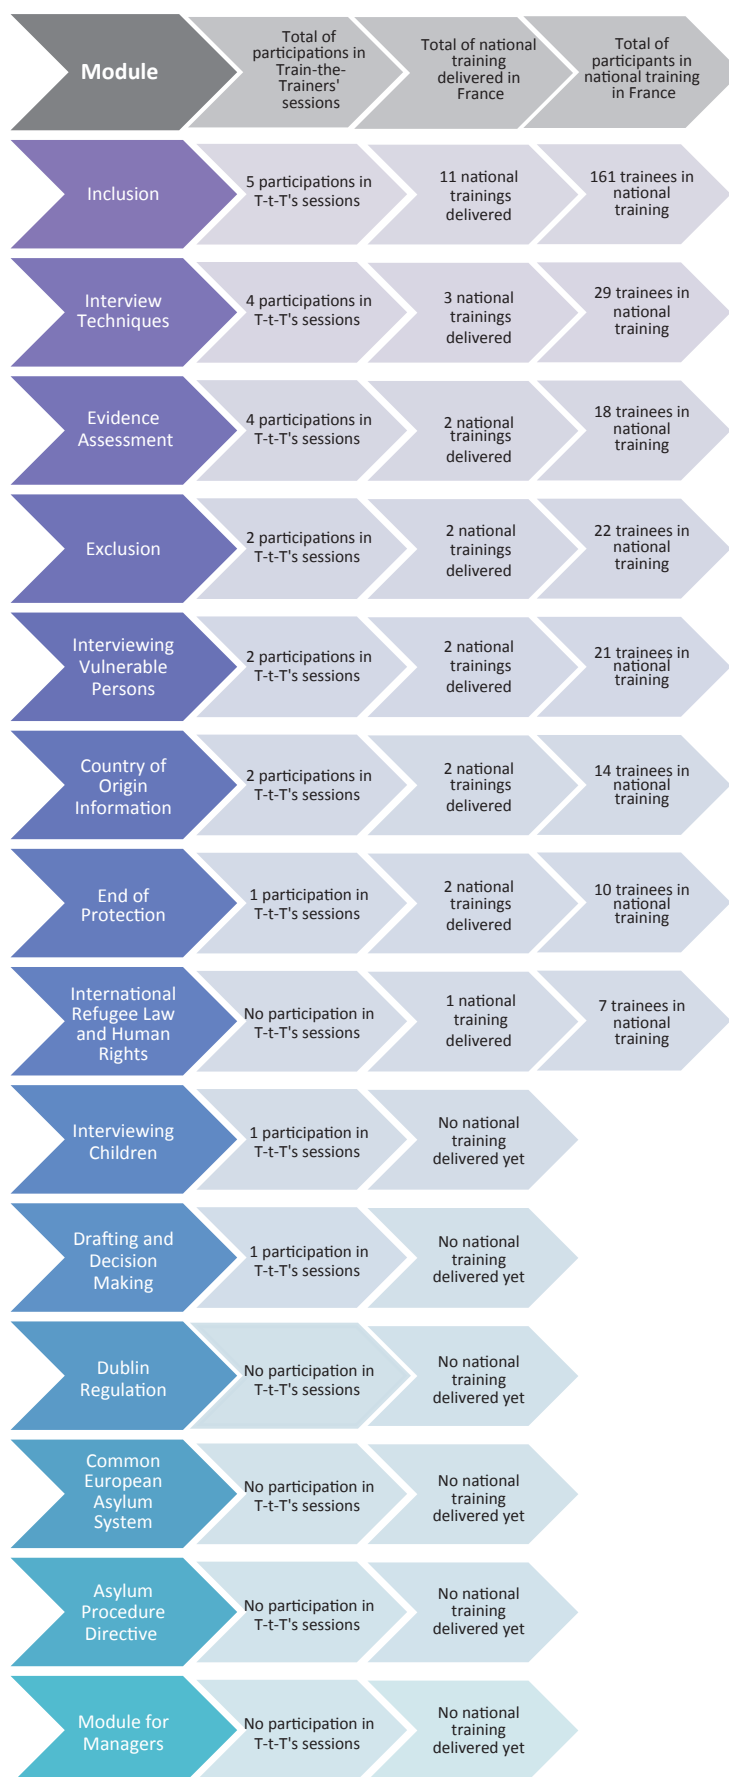 Module
Total of
participations in
Train-the-
Trainers'
sessions
Total of national
training
delivered in
France
Total of
participants in
national training
in France
Inclusion
5 participations in
T-t-T's sessions
11 national
trainings
delivered
161 trainees in
national
training
Interview
Techniques
4 participations in
T-t-T's sessions
3 national
trainings
delivered
29 trainees in
national
training
Evidence
Assessment
4 participations in
T-t-T's sessions
2 national
trainings
delivered
18 trainees in
national
training
Exclusion
2 participations in
T-t-T's sessions
2 national
trainings
delivered
22 trainees in
national
training
Interviewing
Vulnerable
Persons
2 participations in
T-t-T's sessions
2 national
trainings
delivered
21 trainees in
national
training
Country of
Origin
Information
2 participations in
T-t-T's sessions
2 national
trainings
delivered
14 trainees in
national
training
End of
Protection
1 participation in
T-t-T's sessions
2 national
trainings
delivered
10 trainees in
national
training
International
Refugee Law
and Human
Rights
No participation in
T-t-T's sessions
1 national
training
delivered
7 trainees in
national
training
Interviewing
Children
1 participation in
T-t-T's sessions
No national
training
delivered yet
Drafting and
Decision
Making
1 participation in
T-t-T's sessions
No national
training
delivered yet
Dublin
Regulation
No participation in
T-t-T's sessions
No national
training
delivered yet
Common
European
Asylum
System
No participation in
T-t-T's sessions
No national
training
delivered yet
Asylum
Procedure
Directive
No participation in
T-t-T's sessions
No national
training
delivered yet
Module for
Managers
No participation in
T-t-T's sessions
No national
training
delivered yet